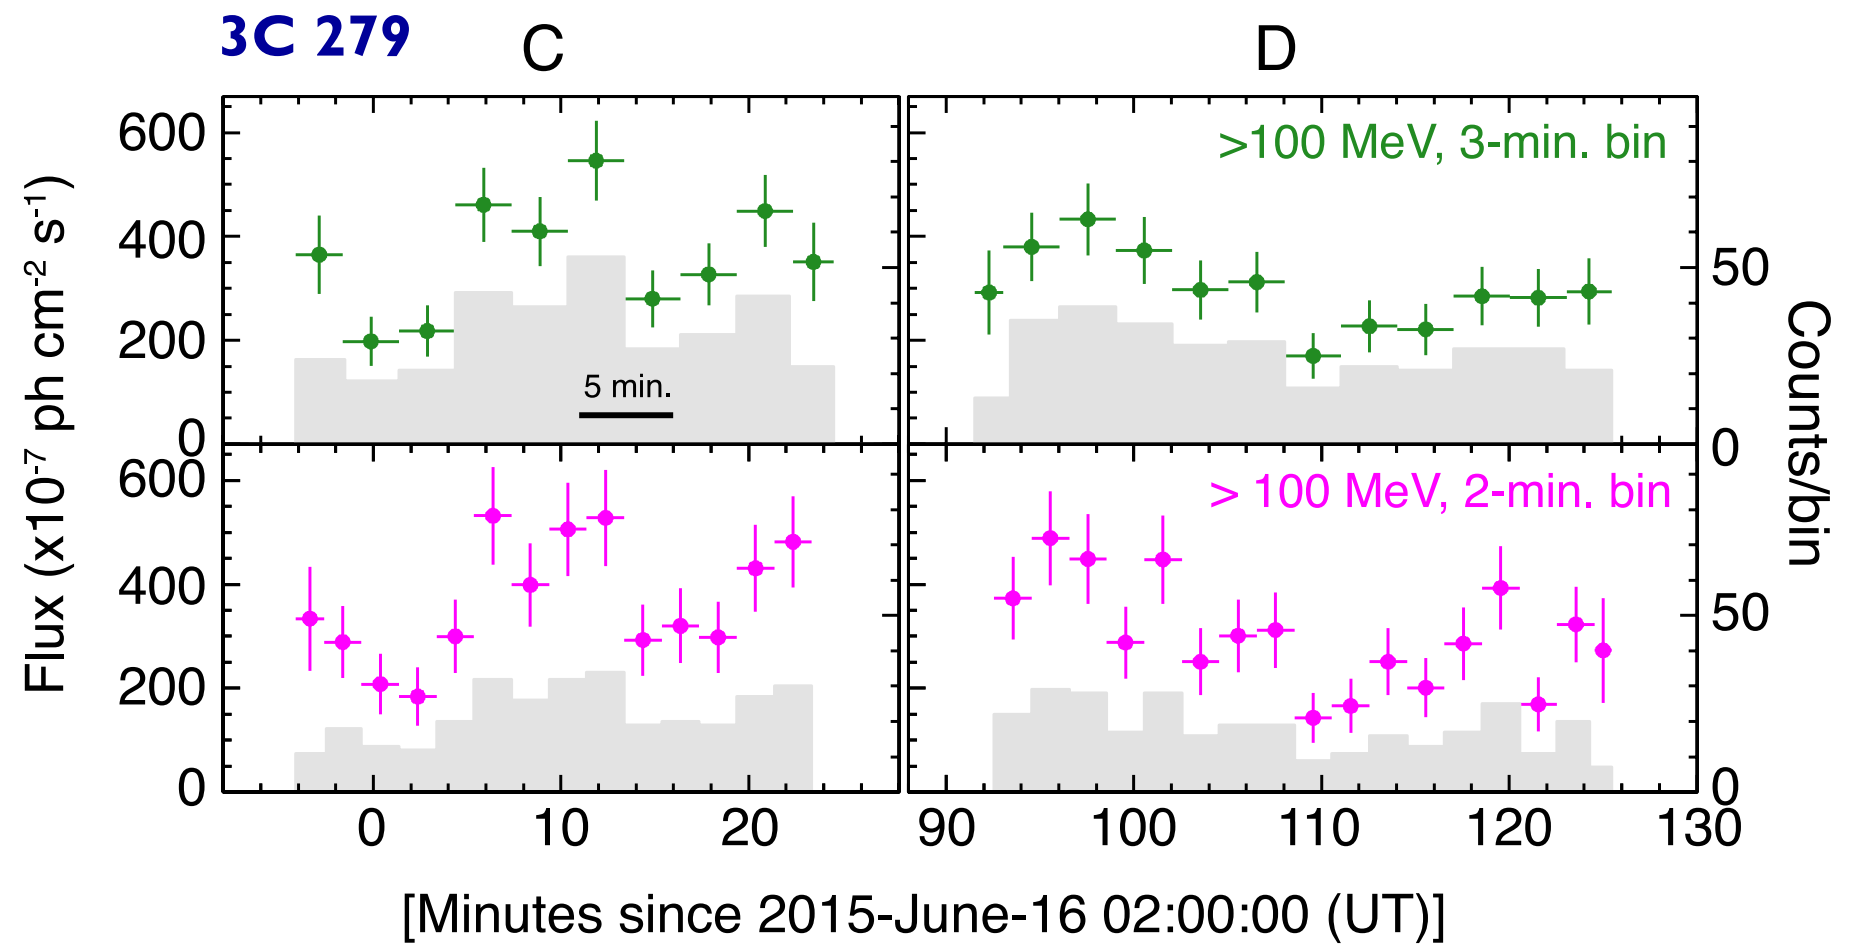 3C 279
C
D
Flux (x10⁻⁷ ph cm⁻² s⁻¹)
600
400
200
0
>100 MeV, 3-min. bin
5 min.
50
0
Counts/bin
600
400
200
0
> 100 MeV, 2-min. bin
50
0
0 10 20 90 100 110 120 130
[Minutes since 2015-June-16 02:00:00 (UT)]